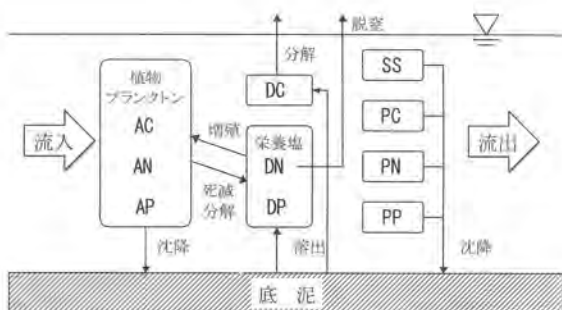 脱窒
分解
植物
プランクトン
AC
AN
AP
DC
SS
PC
PN
PP
流入
増殖
栄養塩
DN
DP
死滅
分解
流出
沈降
溶出
沈降
底 泥